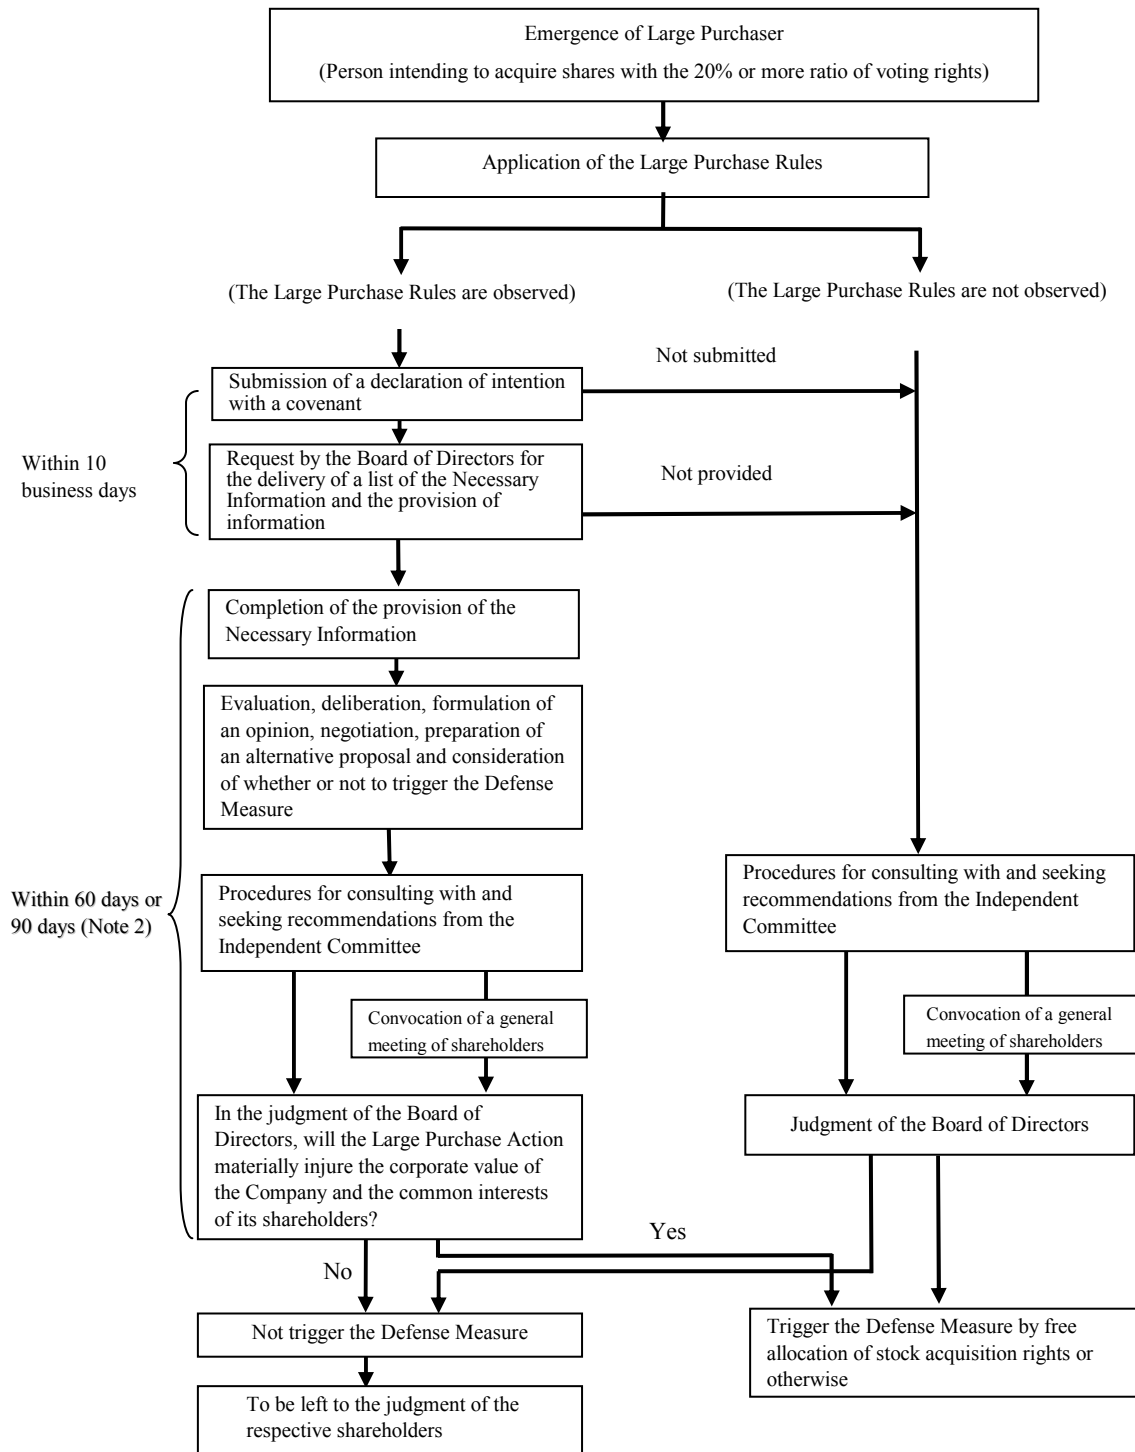 Emergence of Large Purchaser
(Person intending to acquire shares with the 20% or more ratio of voting rights)
Application of the Large Purchase Rules
(The Large Purchase Rules are observed)
(The Large Purchase Rules are not observed)
Not submitted
Submission of a declaration of intention
with a covenant
Within 10
business days
Request by the Board of Directors for
the delivery of a list of the Necessary
Information and the provision of
information
Not provided
Completion of the provision of the
Necessary Information
Evaluation, deliberation, formulation of
an opinion, negotiation, preparation of
an alternative proposal and consideration
of whether or not to trigger the Defense
Measure
Within 60 days or
90 days (Note 2)
Procedures for consulting with and
seeking recommendations from the
Independent Committee
Procedures for consulting with and seeking
recommendations from the Independent
Committee
Convocation of a general
meeting of shareholders
Convocation of a general
meeting of shareholders
In the judgment of the Board of
Directors, will the Large Purchase Action
materially injure the corporate value of
the Company and the common interests
of its shareholders?
Judgment of the Board of Directors
Yes
No
Not trigger the Defense Measure
Trigger the Defense Measure by free
allocation of stock acquisition rights or
otherwise
To be left to the judgment of the
respective shareholders